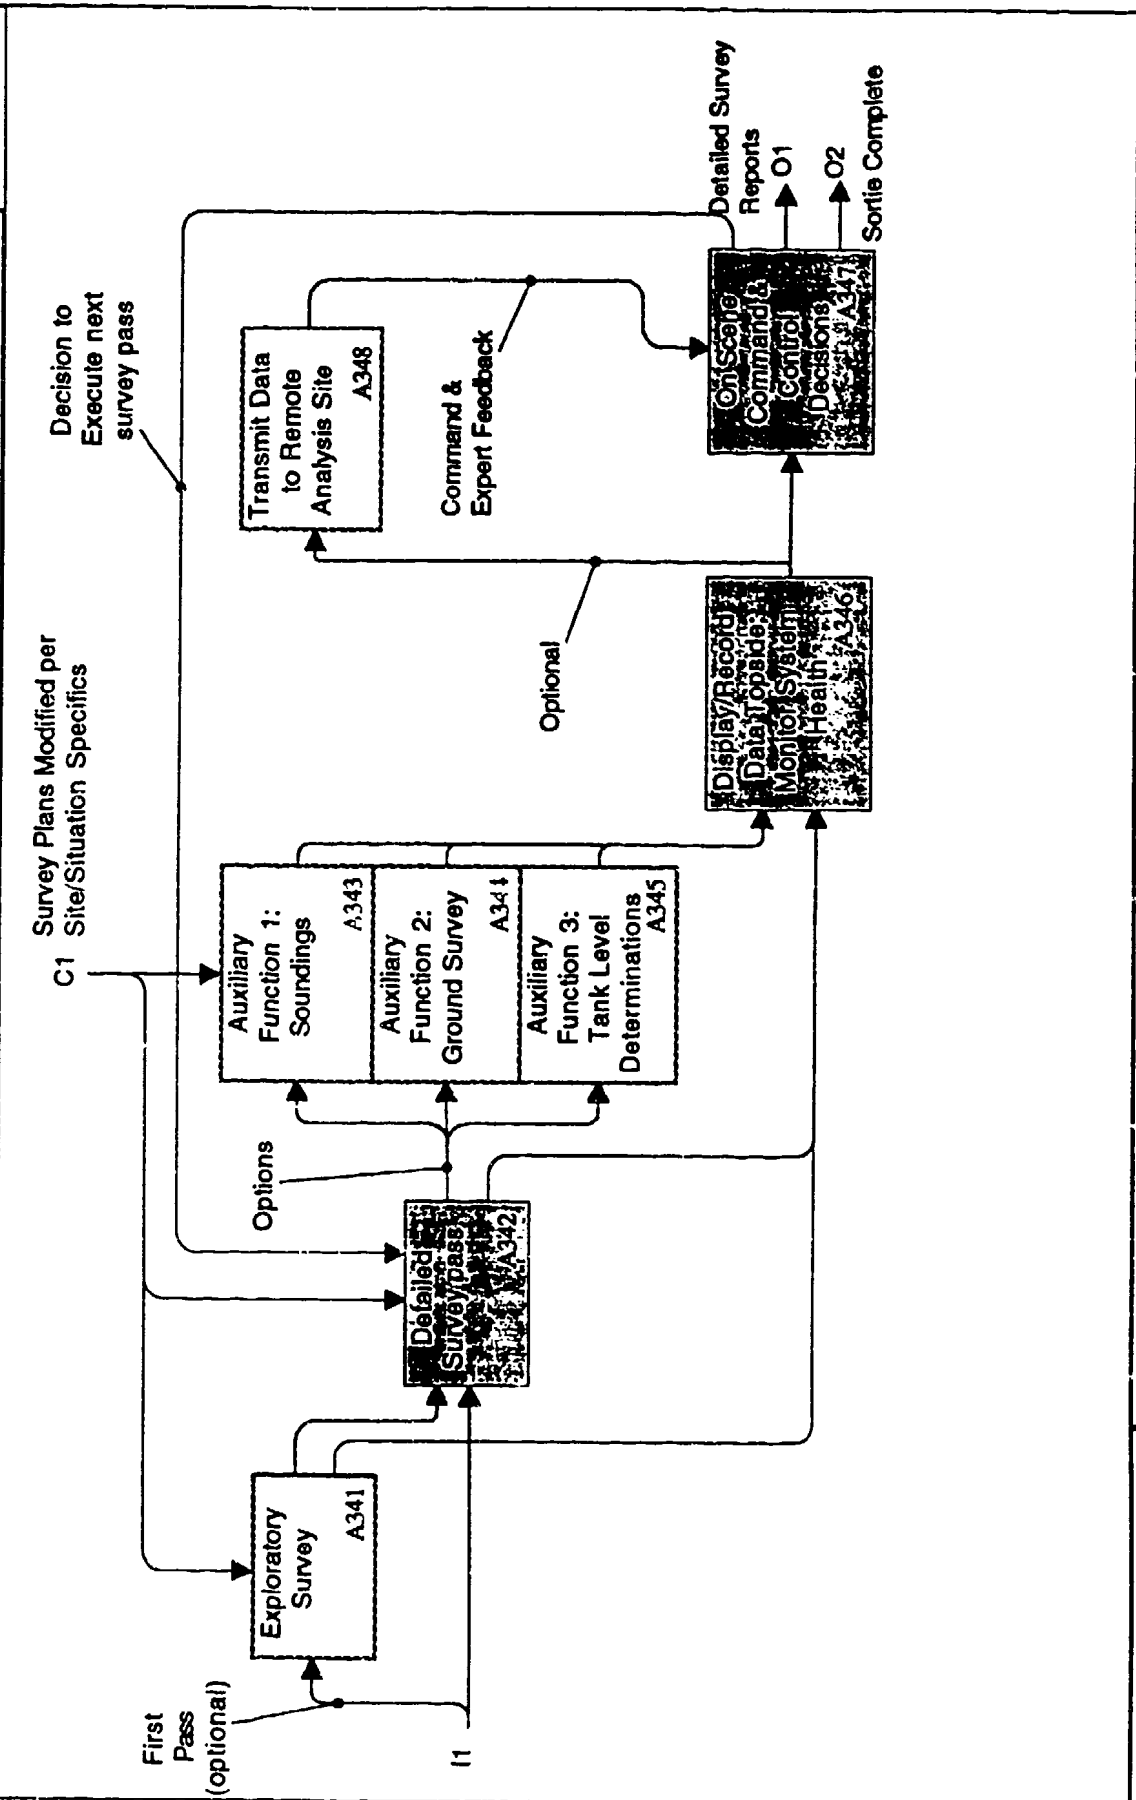 C1
Survey Plans Modified per
Site/Situation Specifics
Decision to
Execute next
survey pass
First
Pass
(optional)
I1
Exploratory
Survey
A341
Detailed
Survey pass
A342
Options
Auxiliary
Function 1:
Soundings
A343
Auxiliary
Function 2:
Ground Survey
A344
Auxiliary
Function 3:
Tank Level
Determinations
A345
Display/Record
Data Topside;
Monitor System
Health
A346
Optional
Transmit Data
to Remote
Analysis Site
A348
Command &
Expert Feedback
On Scene
Command &
Control
Decisions
A347
Detailed Survey
Reports
O1
O2
Sortie Complete